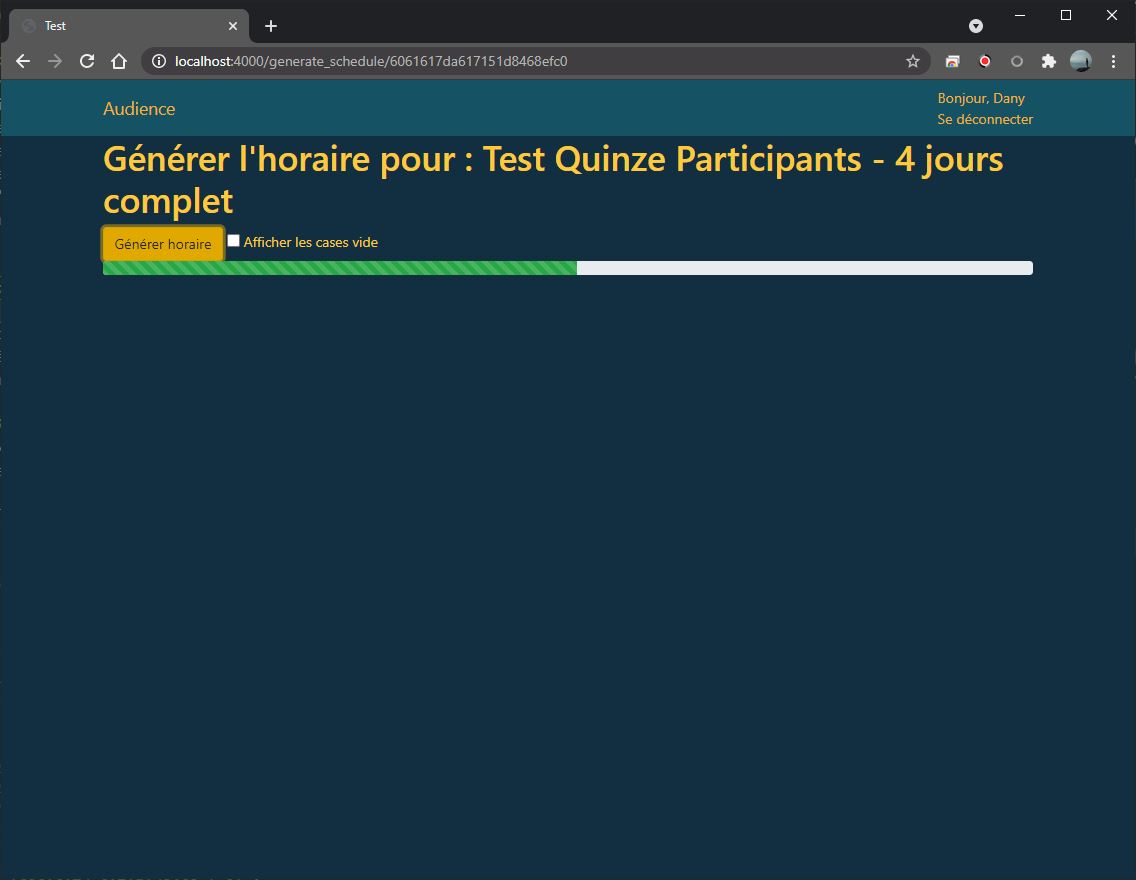 Test
localhost:4000/generate_schedule/6061617da617151d8468efc0
Audience
Bonjour, Dany
Se déconnecter
Générer l'horaire pour : Test Quinze Participants - 4 jours
complet
Générer horaire
Afficher les cases vide